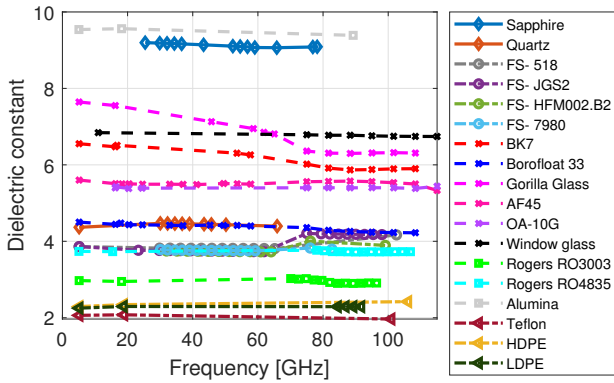 10
8
6
4
2
Dielectric constant
0
20
40
60
80
100
Frequency [GHz]
Sapphire
Quartz
FS- 518
FS- JGS2
FS- HFM002.B2
FS- 7980
BK7
Borofloat 33
Gorilla Glass
AF45
OA-10G
Window glass
Rogers RO3003
Rogers RO4835
Alumina
Teflon
HDPE
LDPE